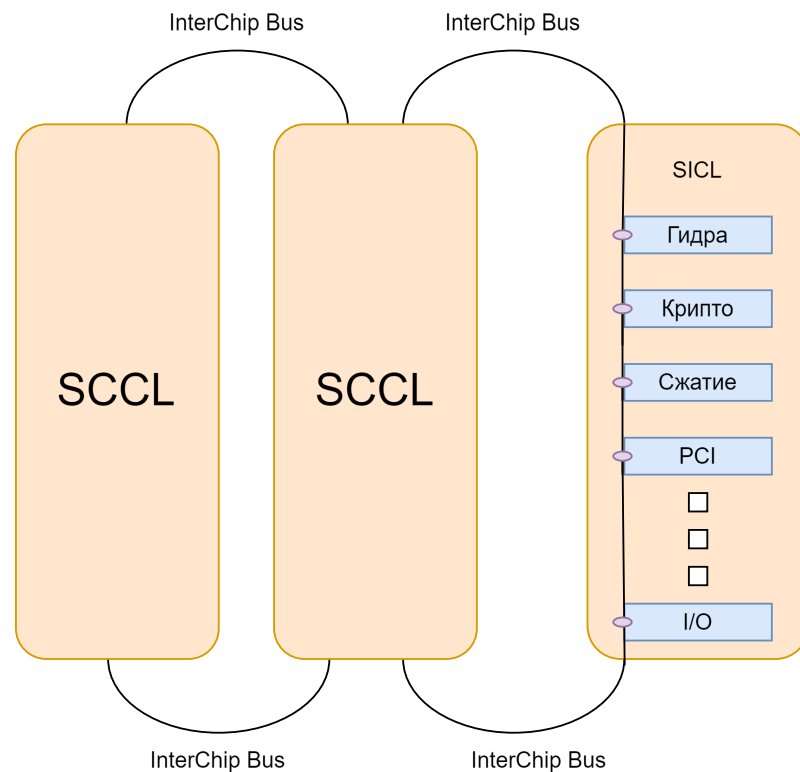 InterChip Bus
InterChip Bus
SCCL
SCCL
SICL
Гидра
Крипто
Сжатие
PCI
I/O
InterChip Bus
InterChip Bus